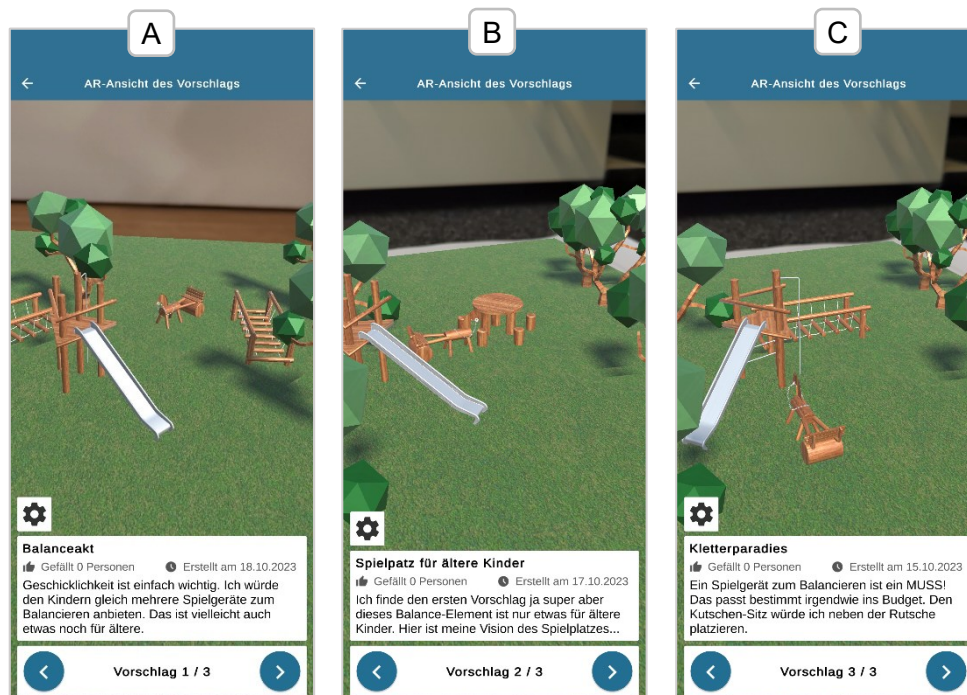 A
AR-Ansicht des Vorschlags
Balanceakt
Gefällt 0 Personen Erstellt am 18.10.2023
Geschicklichkeit ist einfach wichtig. Ich würde
den Kindern gleich mehrere Spielgeräte zum
Balancieren anbieten. Das ist vielleicht auch
etwas noch für ältere.
Vorschlag 1 / 3
B
AR-Ansicht des Vorschlags
Spielpatz für ältere Kinder
Gefällt 0 Personen Erstellt am 17.10.2023
Ich finde den ersten Vorschlag ja super aber
dieses Balance-Element ist nur etwas für ältere
Kinder. Hier ist meine Vision des Spielplatzes...
Vorschlag 2 / 3
C
AR-Ansicht des Vorschlags
Kletterparadies
Gefällt 0 Personen Erstellt am 15.10.2023
Ein Spielgerät zum Balancieren ist ein MUSS!
Das passt bestimmt irgendwie ins Budget. Den
Kutschen-Sitz würde ich neben der Rutsche
platzieren.
Vorschlag 3 / 3